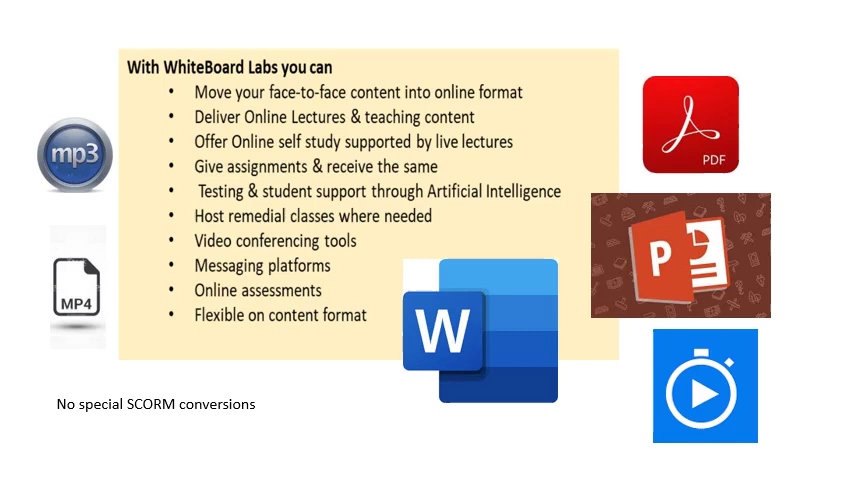 With WhiteBoard Labs you can
• Move your face-to-face content into online format
• Deliver Online Lectures & teaching content
• Offer Online self study supported by live lectures
• Give assignments & receive the same
• Testing & student support through Artificial Intelligence
• Host remedial classes where needed
• Video conferencing tools
• Messaging platforms
• Online assessments
• Flexible on content format
mp3
MP4
PDF
P
W
No special SCORM conversions